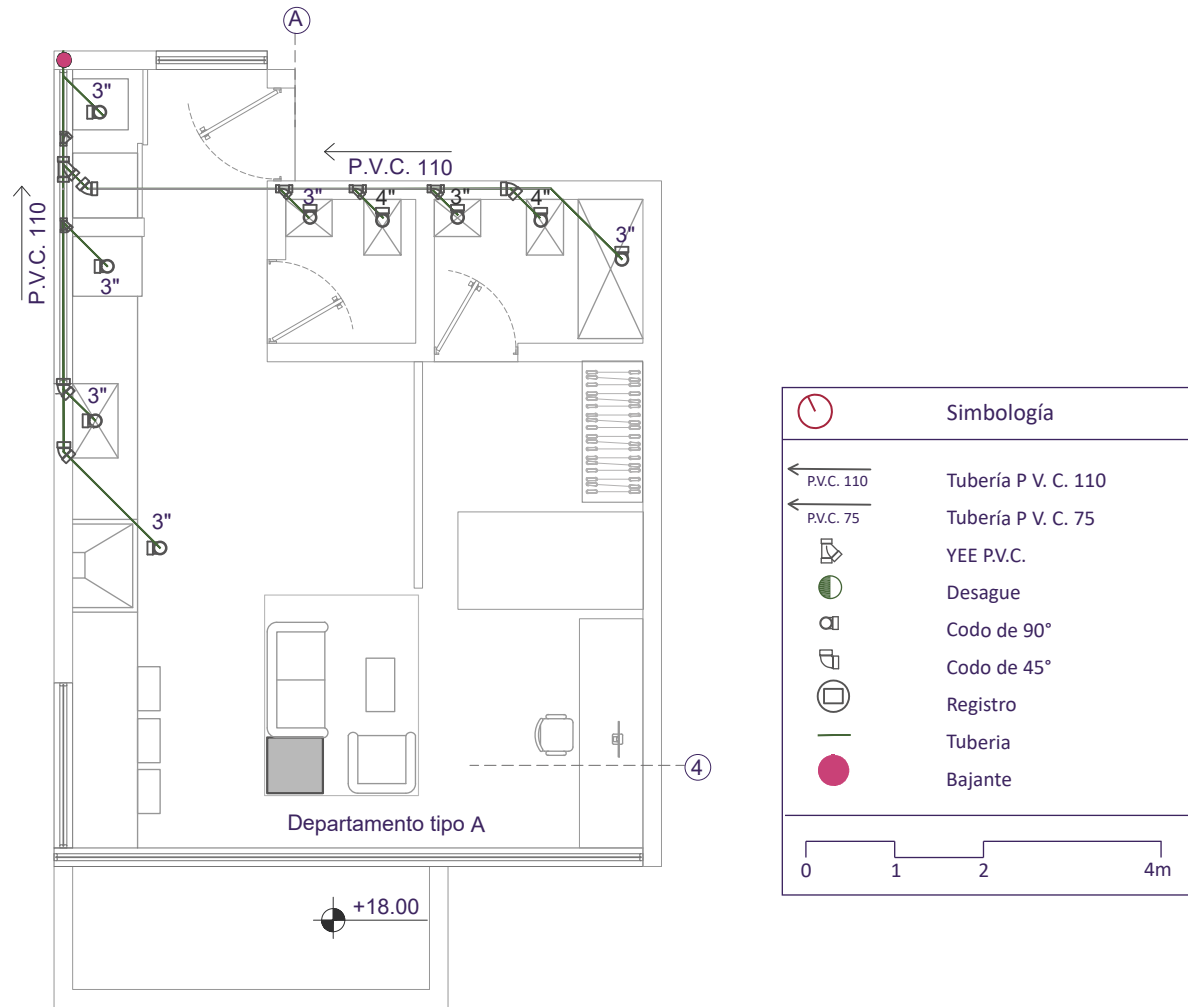 A
3"
P.V.C. 110
P.V.C. 110
3"
4"
3"
4"
3"
3"
3"
3"
Departamento tipo A
4
+18.00
Simbología
P.V.C. 110
Tubería P V. C. 110
P.V.C. 75
Tubería P V. C. 75
YEE P.V.C.
Desague
Codo de 90°
Codo de 45°
Registro
Tuberia
Bajante
0
1
2
4m